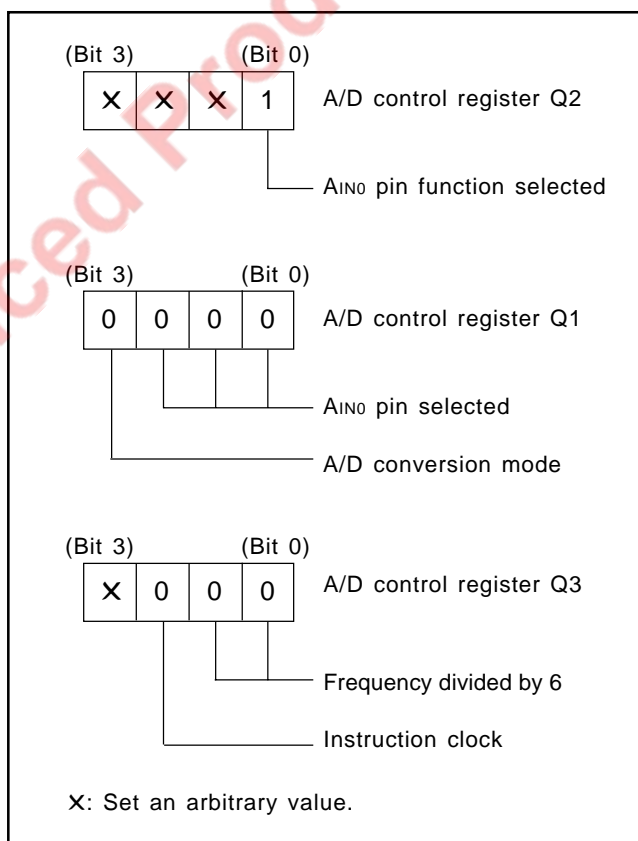 (Bit 3) (Bit 0)
X X X 1 A/D control register Q2
AIN0 pin function selected
(Bit 3) (Bit 0)
0 0 0 0 A/D control register Q1
AIN0 pin selected
A/D conversion mode
(Bit 3) (Bit 0)
X 0 0 0 A/D control register Q3
Frequency divided by 6
Instruction clock
X: Set an arbitrary value.
ced Prod